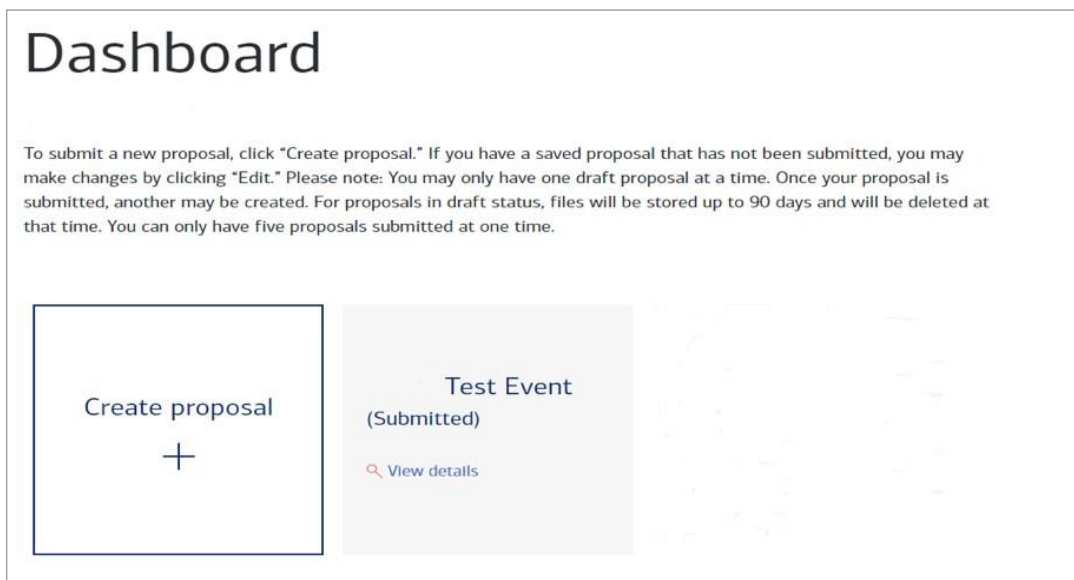 Dashboard
To submit a new proposal, click “Create proposal.” If you have a saved proposal that has not been submitted, you may
make changes by clicking “Edit.” Please note: You may only have one draft proposal at a time. Once your proposal is
submitted, another may be created. For proposals in draft status, files will be stored up to 90 days and will be deleted at
that time. You can only have five proposals submitted at one time.
Create proposal
Test Event
(Submitted)
View details